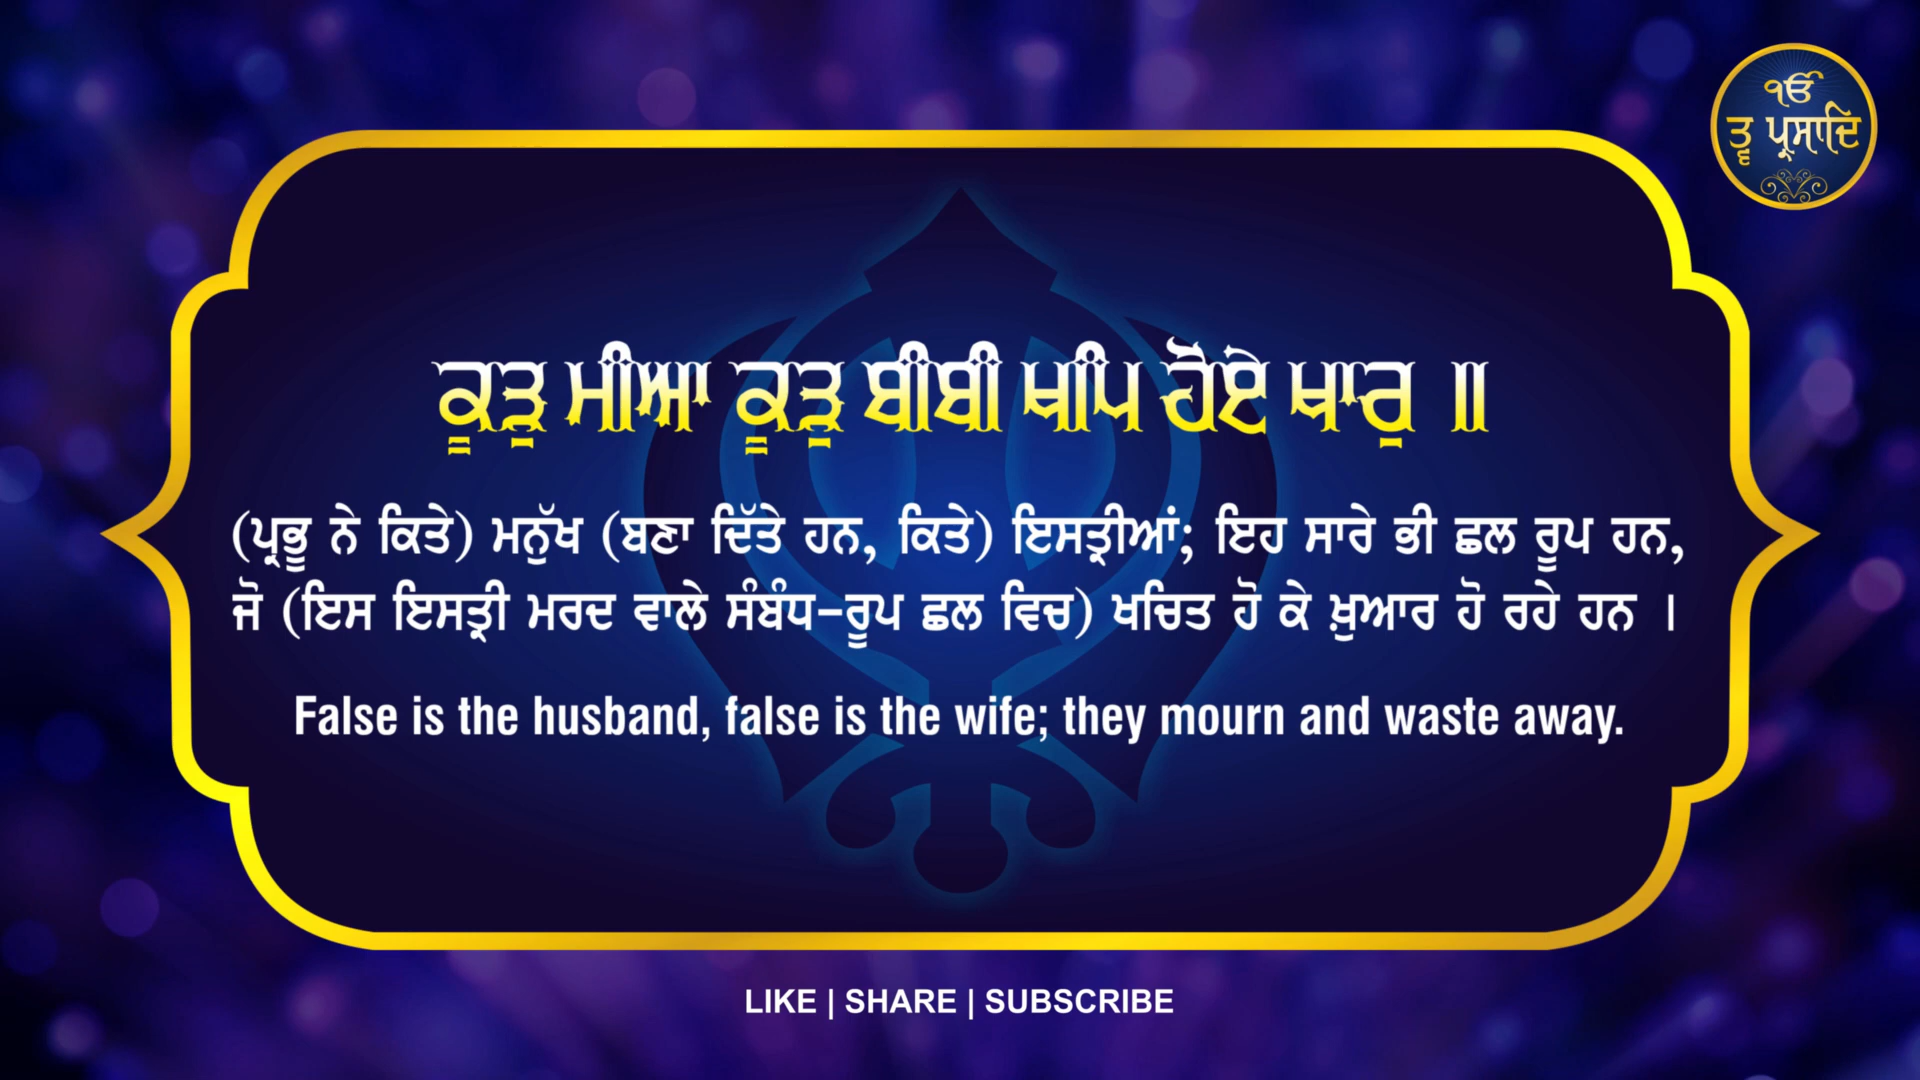 ੴ
ਤ੍ਵ ਪ੍ਰਸਾਦਿ
ਕੂੜੁ ਮੀਆ ਕੂੜੁ ਬੀਬੀ ਖਪਿ ਹੋਏ ਖਾਰੁ ॥
(ਪ੍ਰਭੂ ਨੇ ਕਿਤੇ) ਮਨੁੱਖ (ਬਣਾ ਦਿੱਤੇ ਹਨ, ਕਿਤੇ) ਇਸਤ੍ਰੀਆਂ; ਇਹ ਸਾਰੇ ਭੀ ਛਲ ਰੂਪ ਹਨ,
ਜੋ (ਇਸ ਇਸਤ੍ਰੀ ਮਰਦ ਵਾਲੇ ਸੰਬੰਧ-ਰੂਪ ਛਲ ਵਿਚ) ਖਚਿਤ ਹੋ ਕੇ ਖ਼ੁਆਰ ਹੋ ਰਹੇ ਹਨ ।
False is the husband, false is the wife; they mourn and waste away.
LIKE | SHARE | SUBSCRIBE